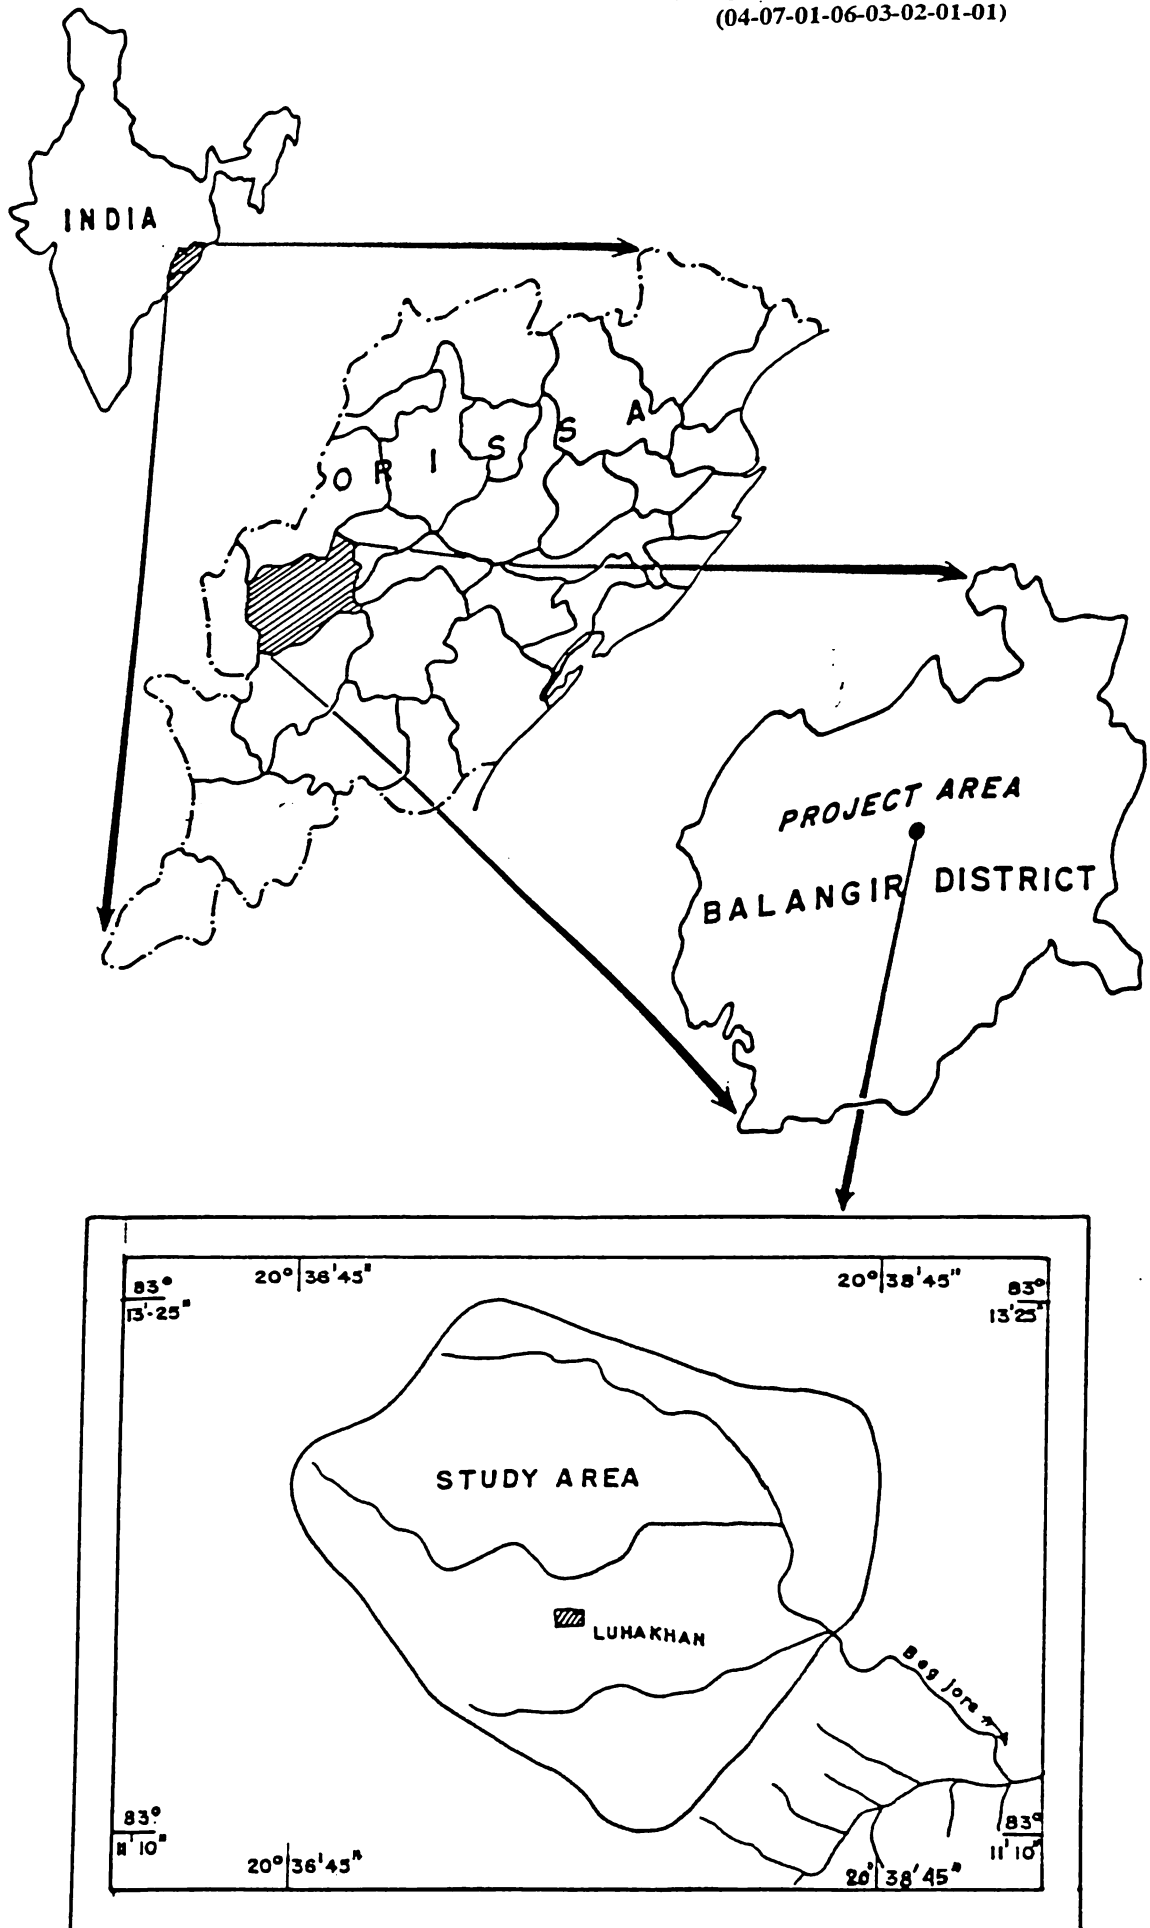 (04-07-01-06-03-02-01-01)
INDIA
ORISSA
PROJECT AREA
BALANGIR DISTRICT
20° 36'45"
20° 38'45"
83°
13'-25"
83°
13'25"
STUDY AREA
LUHAKHAN
Bag Jore
83°
11'10"
83°
11'10"
20° 36'45"
20° 38'45"